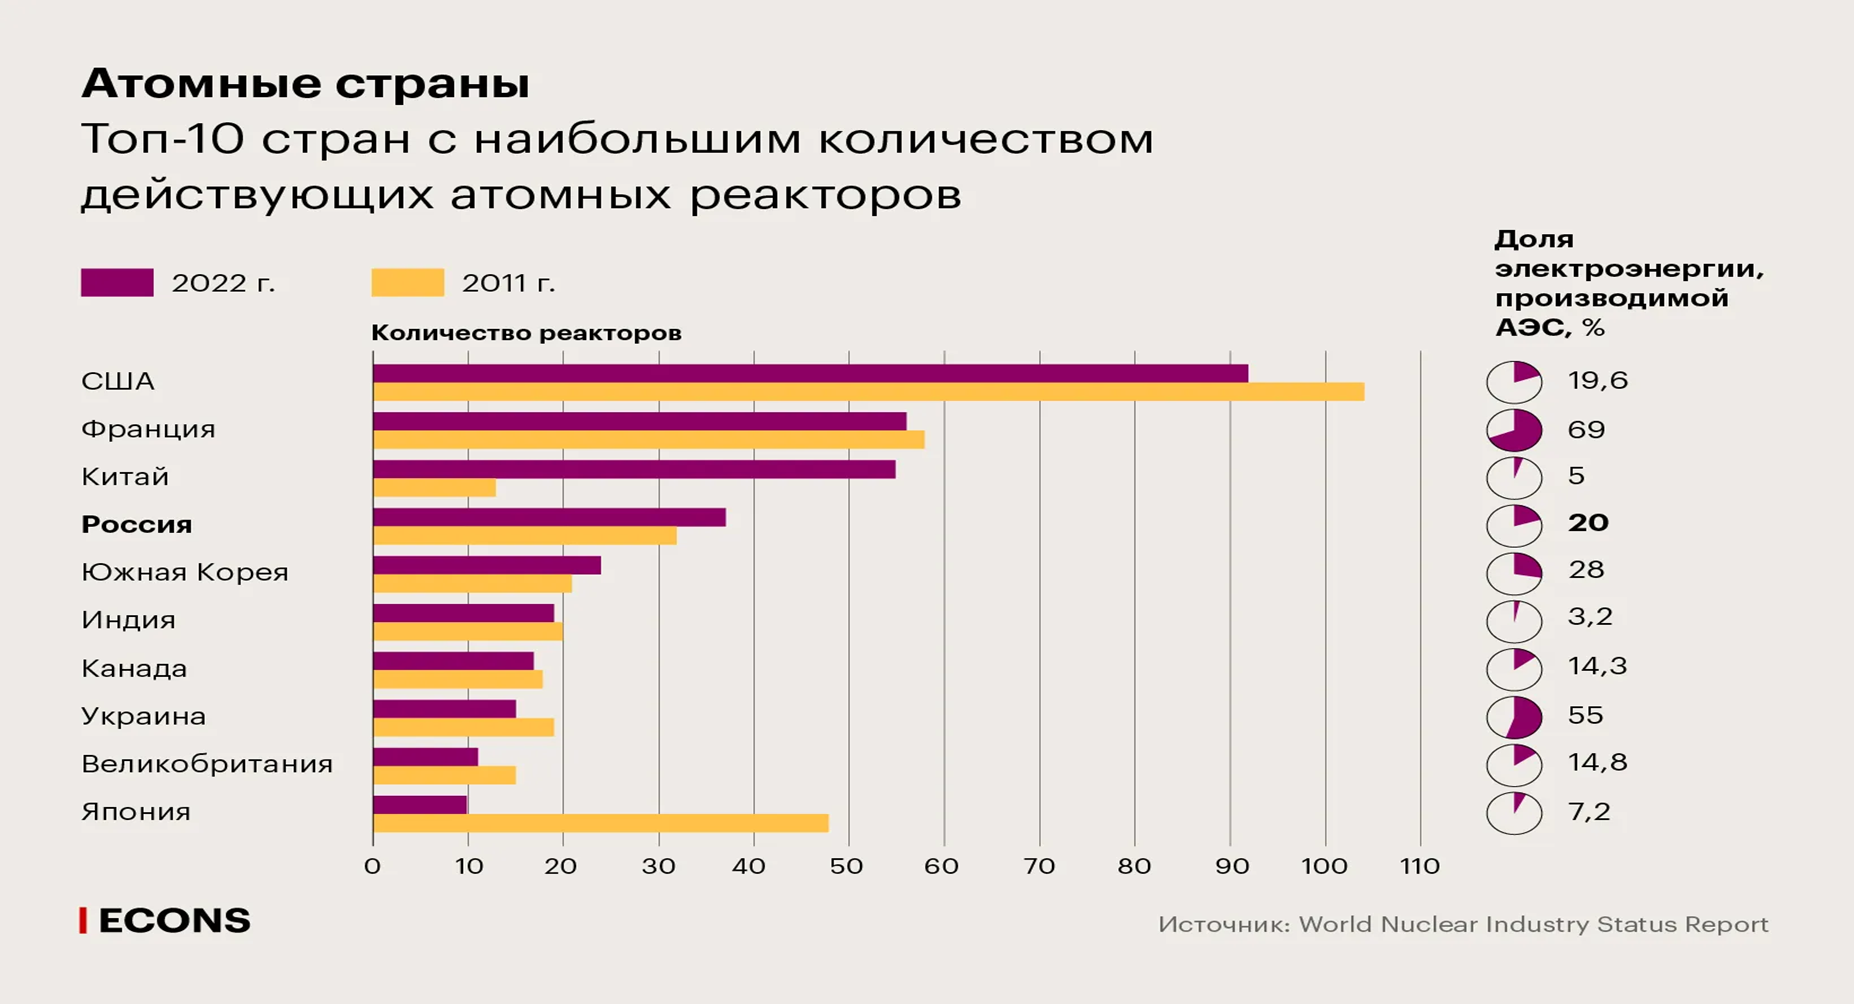 Атомные страны
Топ-10 стран с наибольшим количеством
действующих атомных реакторов
2022 г.
2011 г.
Количество реакторов
Доля
электроэнергии,
производимой
АЭС, %
США 19,6
Франция 69
Китай 5
Россия 20
Южная Корея 28
Индия 3,2
Канада 14,3
Украина 55
Великобритания 14,8
Япония 7,2
0 10 20 30 40 50 60 70 80 90 100 110
ECONS
Источник: World Nuclear Industry Status Report